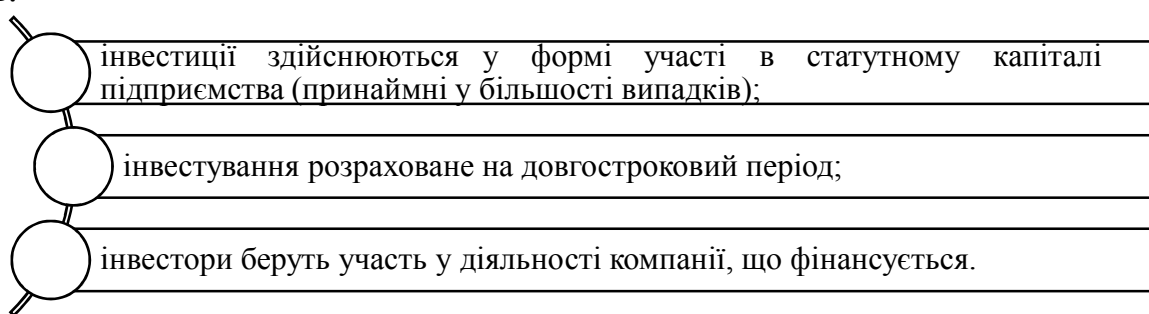 інвестиції здійснюються у формі участі в статутному капіталі
підприємства (принаймні у більшості випадків);
інвестування розраховане на довгостроковий період;
інвестори беруть участь у діяльності компанії, що фінансується.